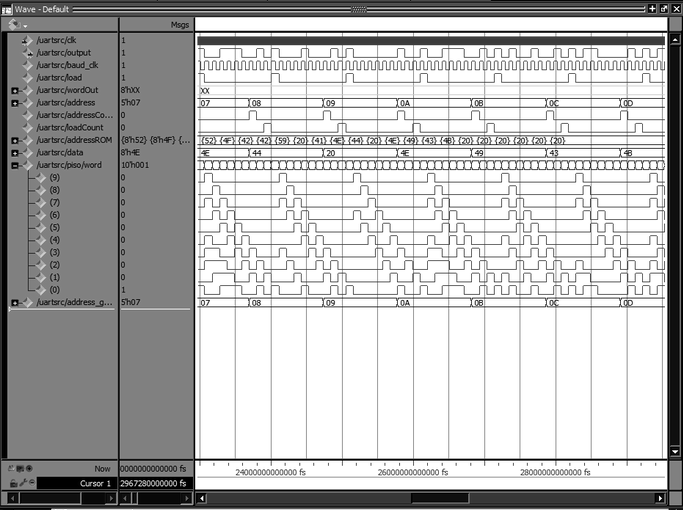 Wave - Default
Msgs
/uartsrc/clk 1
/uartsrc/output 1
/uartsrc/baud_clk 1
/uartsrc/load 1
/uartsrc/wordOut 8'hXX XX
/uartsrc/address 5'h07 07 08 09 0A 0B 0C 0D
/uartsrc/addressCo... 0
/uartsrc/loadCount 0
/uartsrc/addressROM {8'h52} {8'h4F} {... {52} {4F} {42} {42} {59} {20} {41} {4E} {44} {20} {4E} {49} {43} {4B} {20} {20} {20} {20} {20} {20} {20}
/uartsrc/data 8'h4E 4E 44 20 4E 49 43 4B
/uartsrc/piso/word 10'h001
(9) 0
(8) 0
(7) 0
(6) 0
(5) 0
(4) 0
(3) 0
(2) 0
(1) 0
(0) 1
/uartsrc/address_g... 5'h07 07 08 09 0A 0B 0C 0D
Now 0000000000000 fs
24000000000000 fs 26000000000000 fs 28000000000000 fs
Cursor 1 2967280000000 fs